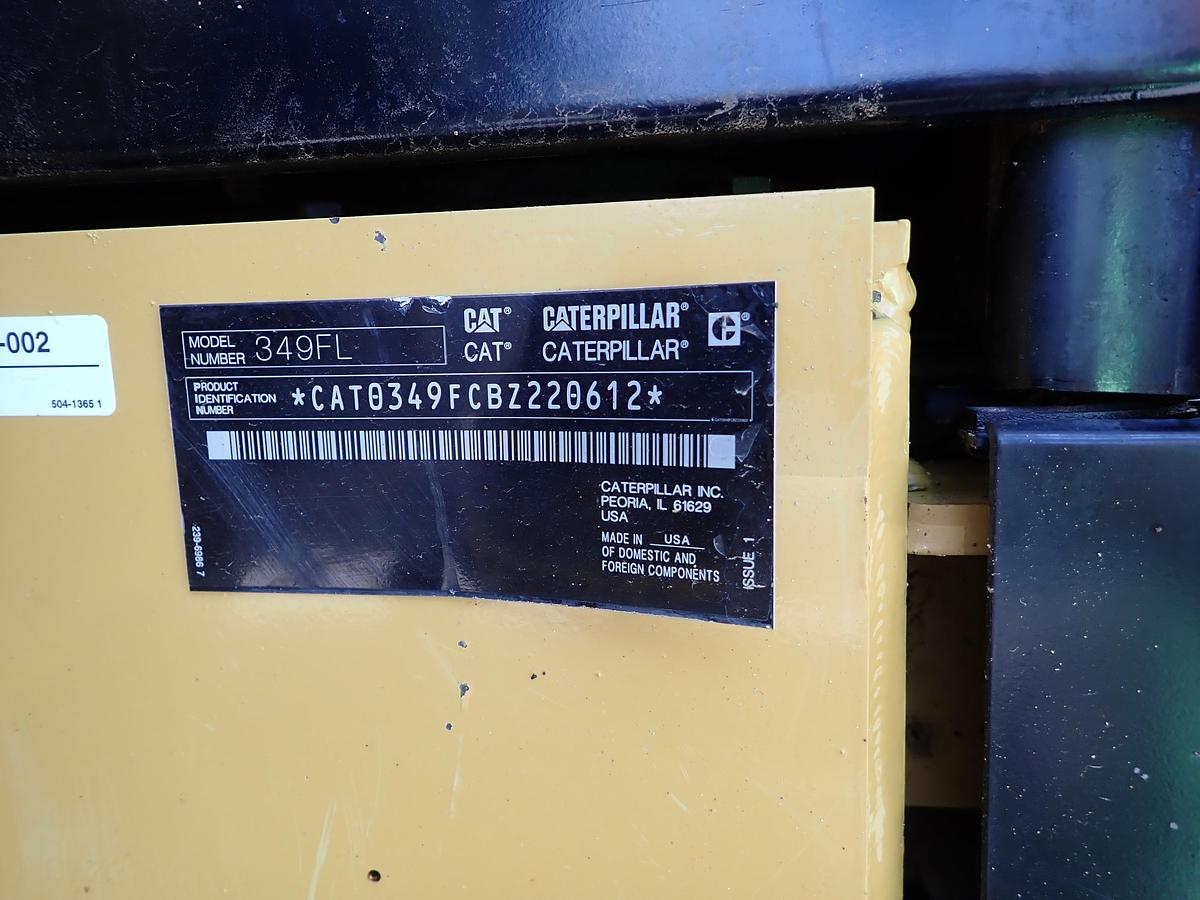 -002
504-1365 1
CAT® CATERPILLAR®
CAT® CATERPILLAR®
MODEL
NUMBER 349FL
PRODUCT
IDENTIFICATION
NUMBER
*CAT0349FCBZ220612*
CATERPILLAR INC.
PEORIA, IL 61629
USA
MADE IN USA
OF DOMESTIC AND
FOREIGN COMPONENTS
239-6986 7
ISSUE 1